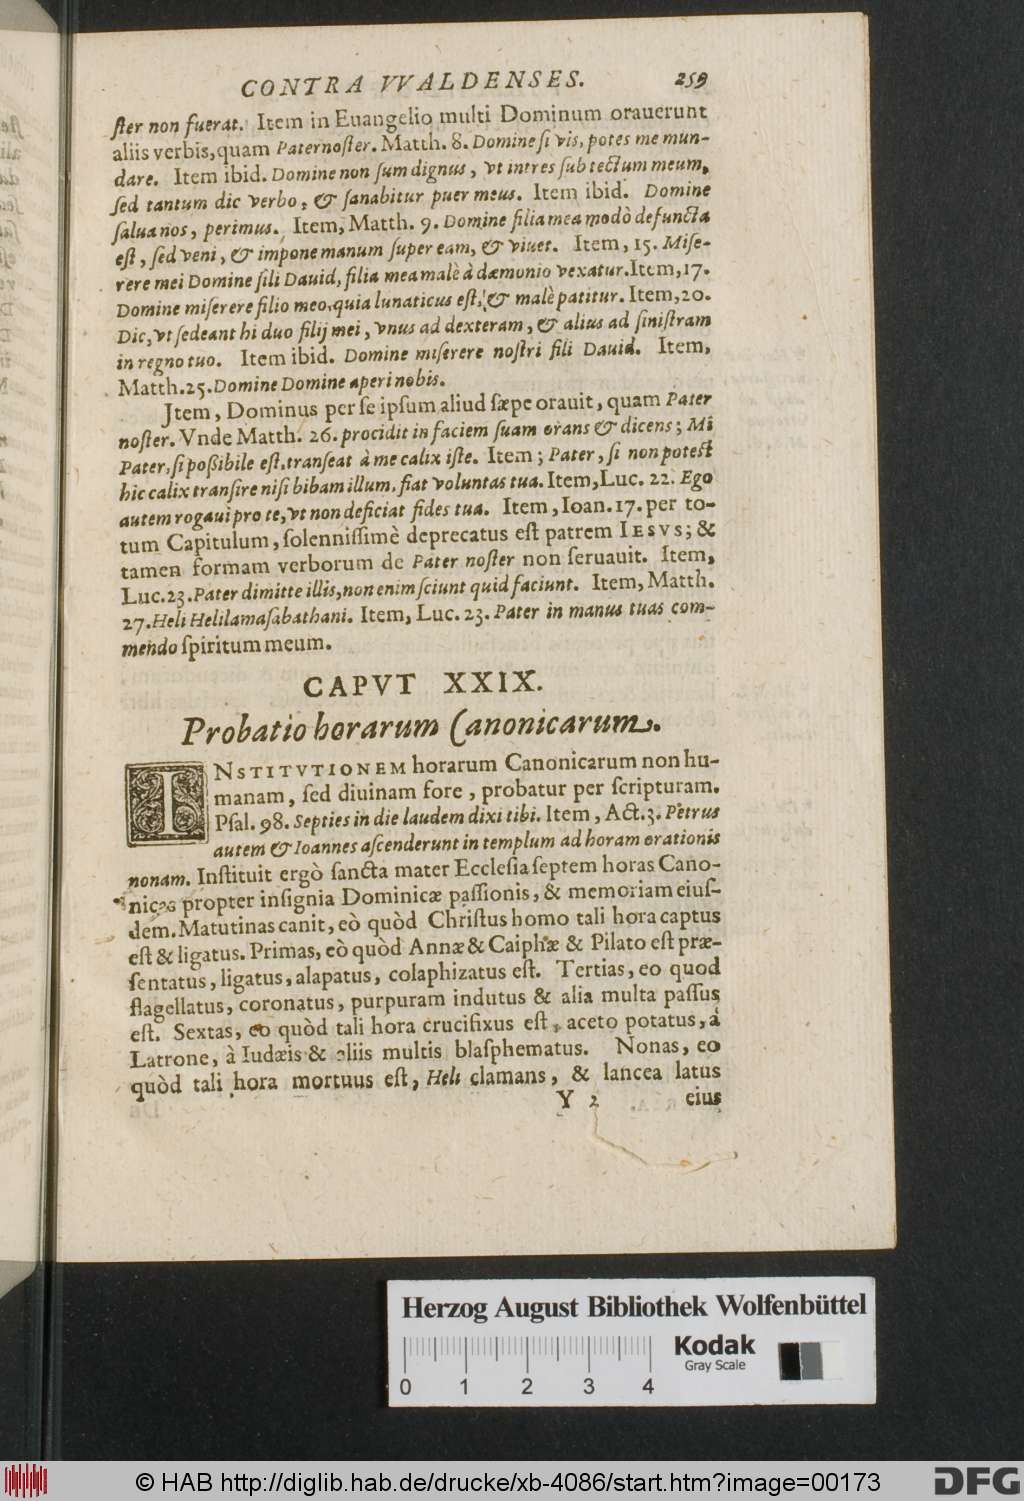 CONTRA VVALDENSES. 259
ſter non fuerat. Item in Euangelio multi Dominum orauerunt
aliis verbis, quam Paternoſter. Matth. 8. Domine ſi vis, potes me mun-
dare. Item ibid. Domine non ſum dignus, vt intres ſub tectum meum,
ſed tantum dic verbo, & ſanabitur puer meus. Item ibid. Domine
ſalua nos, perimus. Item, Matth. 9. Domine filia mea modò defuncta
eſt, ſed veni, & impone manum ſuper eam, & viuet. Item, 15. Miſe-
rere mei Domine fili Dauid, filia mea malè à dæmonio vexatur. Item, 17.
Domine miſerere filio meo, quia lunaticus eſt, & malè patitur. Item, 20.
Dic, vt ſedeant hi duo filij mei, vnus ad dexteram, & alius ad ſiniſtram
in regno tuo. Item ibid. Domine miſerere noſtri fili Dauid. Item,
Matth. 25. Domine Domine aperi nobis.
Jtem, Dominus per ſe ipſum aliud ſæpe orauit, quam Pater
noſter. Vnde Matth. 26. procidit in faciem ſuam orans & dicens; Mi
Pater, ſi poßibile eſt, tranſeat à me calix iſte. Item; Pater, ſi non poteſt
hic calix tranſire niſi bibam illum, fiat voluntas tua. Item, Luc. 22. Ego
autem rogaui pro te, vt non deficiat fides tua. Item, Ioan. 17. per to-
tum Capitulum, ſolenniſſimè deprecatus eſt patrem IESVS; &
tamen formam verborum de Pater noſter non ſeruauit. Item,
Luc. 23. Pater dimitte illis, non enim ſciunt quid faciunt. Item, Matth.
27. Heli Heli lamaſabathani. Item, Luc. 23. Pater in manus tuas com-
mendo ſpiritum meum.
CAPVT XXIX.
Probatio horarum Canonicarum.
INSTITVTIONEM horarum Canonicarum non hu-
manam, ſed diuinam fore, probatur per ſcripturam.
Pſal. 98. Septies in die laudem dixi tibi. Item, Act. 3. Petrus
autem & Ioannes aſcenderunt in templum ad horam orationis
nonam. Inſtituit ergò ſancta mater Eccleſia ſeptem horas Cano-
nicas propter inſignia Dominicæ paſſionis, & memoriam eiuſ-
dem. Matutinas canit, eò quòd Chriſtus homo tali hora captus
eſt & ligatus. Primas, eò quòd Annæ & Caiphæ & Pilato eſt præ-
ſentatus, ligatus, alapatus, colaphizatus eſt. Tertias, eo quod
flagellatus, coronatus, purpuram indutus & alia multa paſſus
eſt. Sextas, eo quòd tali hora crucifixus eſt, aceto potatus, à
Latrone, à Iudæis & aliis multis blaſphematus. Nonas, eo
quòd tali hora mortuus eſt, Heli clamans, & lancea latus
Y 2 eius
Herzog August Bibliothek Wolfenbüttel
Kodak
Gray Scale
0 1 2 3 4
© HAB http://diglib.hab.de/drucke/xb-4086/start.htm?image=00173
DFG